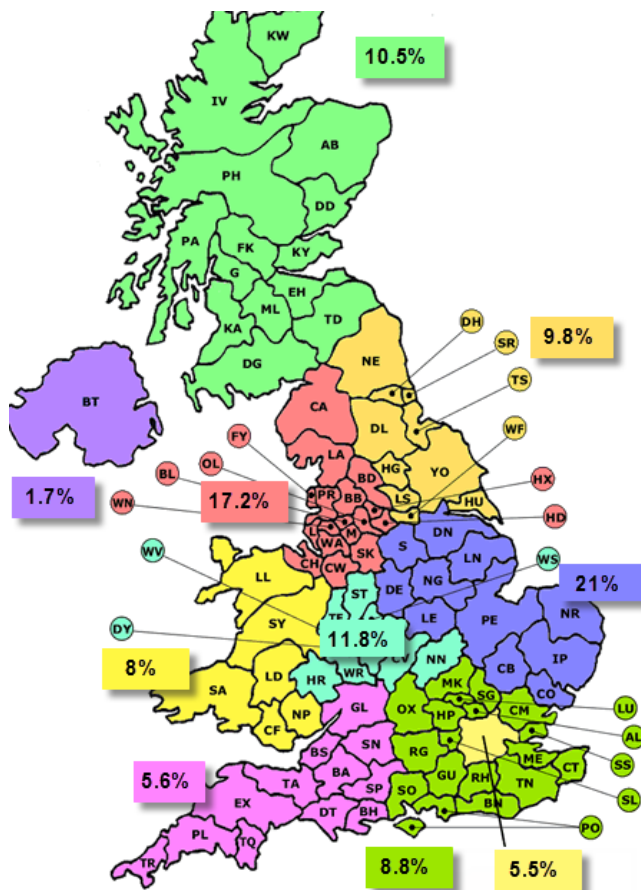 KW
10.5%
IV
AB
PH
DD
PA
FK
KY
G
EH
ML
TD
KA
DG
DH
SR
9.8%
NE
TS
BT
CA
DL
WF
FY
LA
HG
YO
OL
BD
BL
HX
1.7%
WN
17.2%
PR
BB
LS
HU
HD
L
M
WA
S
DN
WV
CH
CW
SK
LN
WS
LL
ST
DE
NG
21%
DY
SY
TF
LE
PE
NR
11.8%
8%
LD
HR
WR
CV
NN
CB
IP
SA
MK
CO
NP
GL
OX
SG
CM
LU
CF
HP
AL
BS
SN
RG
ME
SS
5.6%
TA
BA
GU
RH
TN
CT
SL
EX
SP
SO
BN
DT
BH
PO
PL
TQ
TR
8.8%
5.5%